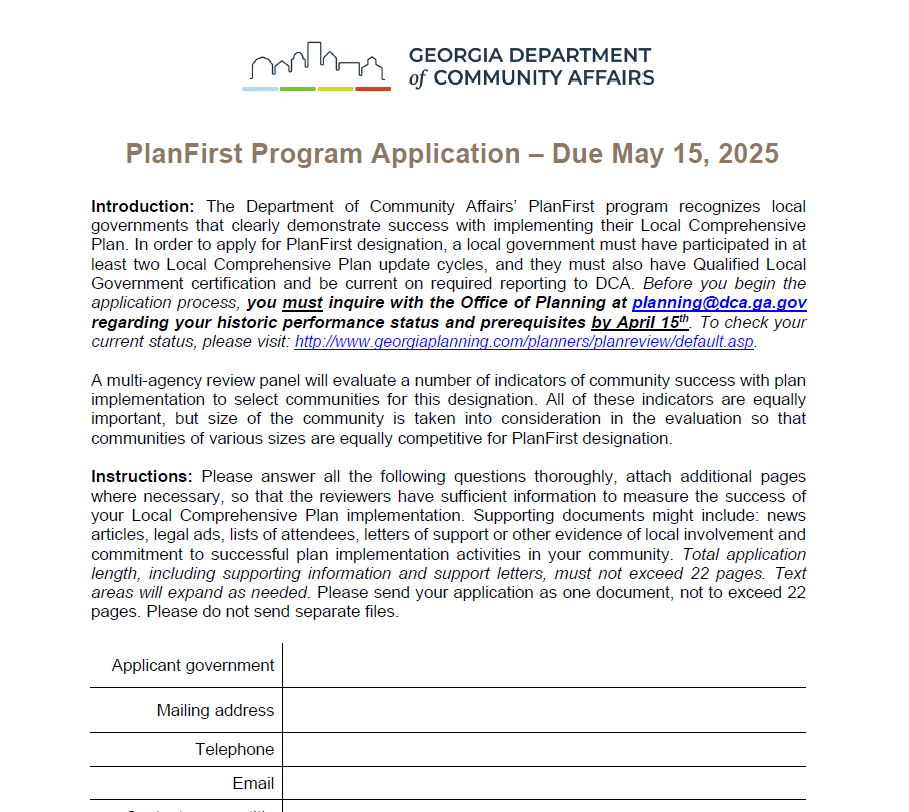 GEORGIA DEPARTMENT
of COMMUNITY AFFAIRS
PlanFirst Program Application – Due May 15, 2025
Introduction: The Department of Community Affairs' PlanFirst program recognizes local
governments that clearly demonstrate success with implementing their Local Comprehensive
Plan. In order to apply for PlanFirst designation, a local government must have participated in at
least two Local Comprehensive Plan update cycles, and they must also have Qualified Local
Government certification and be current on required reporting to DCA. Before you begin the
application process, you must inquire with the Office of Planning at planning@dca.ga.gov
regarding your historic performance status and prerequisites by April 15th. To check your
current status, please visit: http://www.georgiaplanning.com/planners/planreview/default.asp.
A multi-agency review panel will evaluate a number of indicators of community success with plan
implementation to select communities for this designation. All of these indicators are equally
important, but size of the community is taken into consideration in the evaluation so that
communities of various sizes are equally competitive for PlanFirst designation.
Instructions: Please answer all the following questions thoroughly, attach additional pages
where necessary, so that the reviewers have sufficient information to measure the success of
your Local Comprehensive Plan implementation. Supporting documents might include: news
articles, legal ads, lists of attendees, letters of support or other evidence of local involvement and
commitment to successful plan implementation activities in your community. Total application
length, including supporting information and support letters, must not exceed 22 pages. Text
areas will expand as needed. Please send your application as one document, not to exceed 22
pages. Please do not send separate files.
Applicant government
Mailing address
Telephone
Email